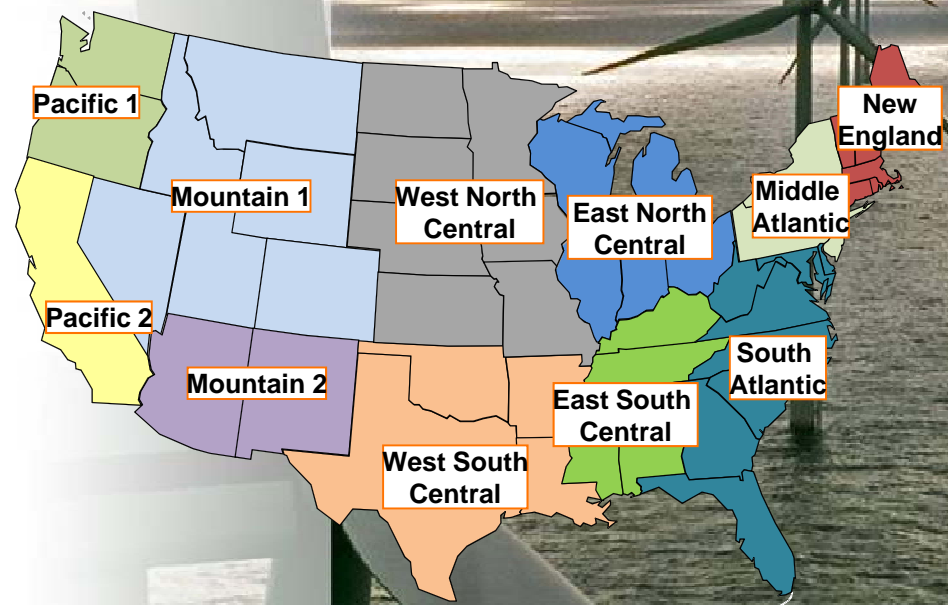 Pacific 1
New
England
Mountain 1
West North
Central
East North
Central
Middle
Atlantic
Pacific 2
Mountain 2
South
Atlantic
East South
Central
West South
Central